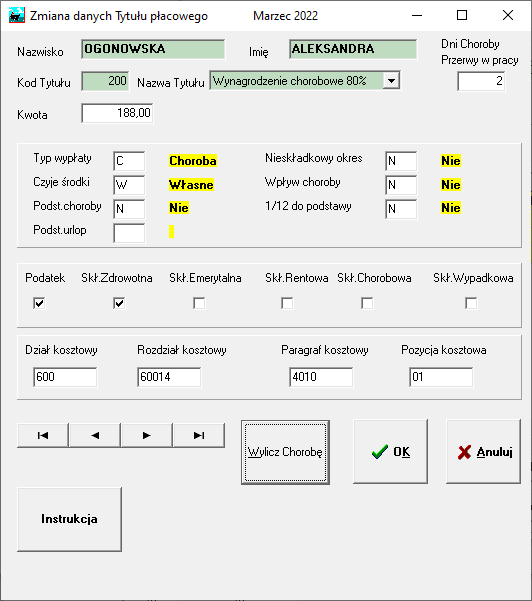 Zmiana danych Tytułu płacowego Marzec 2022
Nazwisko OGONOWSKA Imię ALEKSANDRA Dni Choroby
Przerwy w pracy
Kod Tytułu 200 Nazwa Tytułu Wynagrodzenie chorobowe 80% 2
Kwota 188,00
Typ wypłaty C Choroba Nieskładkowy okres N Nie
Czyje środki W Własne Wpływ choroby N Nie
Podst.choroby N Nie 1/12 do podstawy N Nie
Podst.urlop
Podatek Skł.Zdrowotna Skł.Emerytalna Skł.Rentowa Skł.Chorobowa Skł.Wypadkowa
Dział kosztowy Rozdział kosztowy Paragraf kosztowy Pozycja kosztowa
600 60014 4010 01
Wylicz Chorobę OK Anuluj
Instrukcja